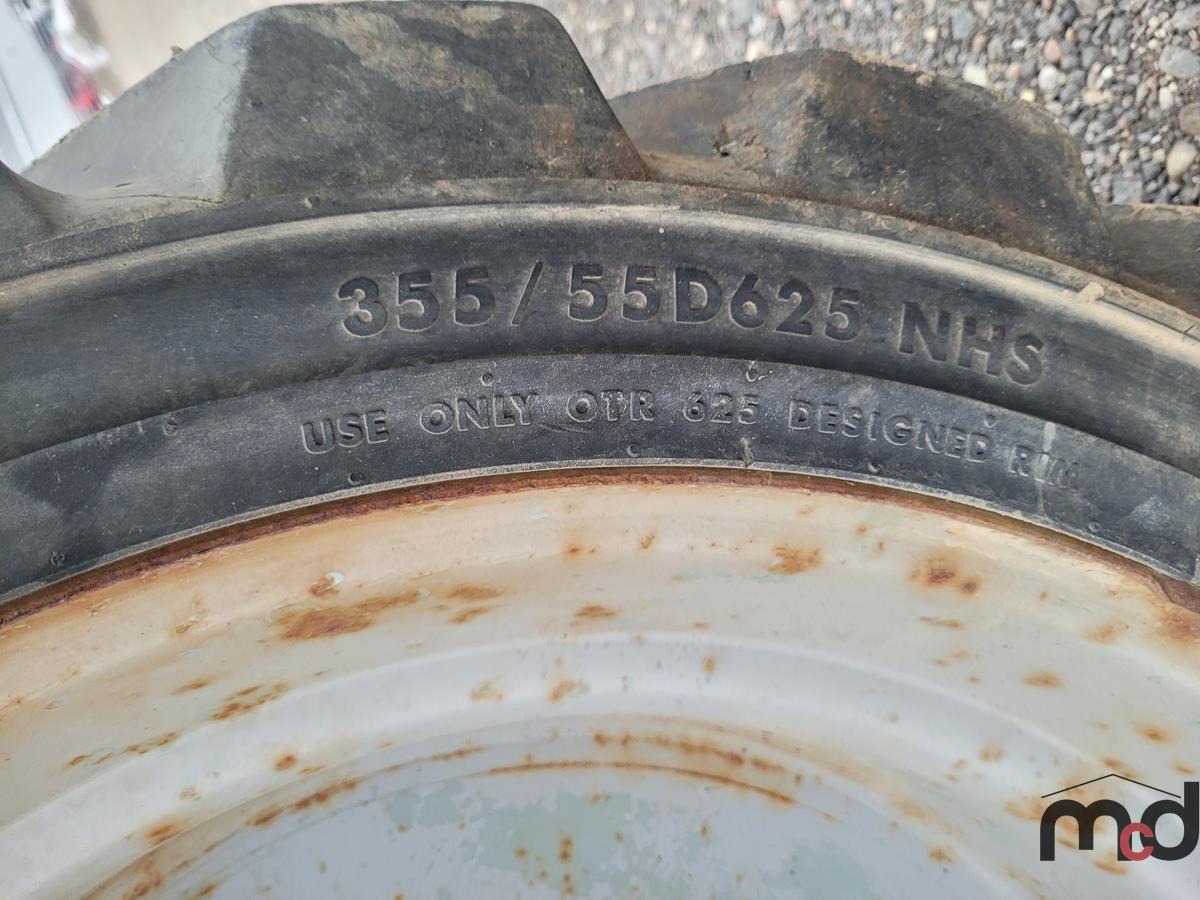 355/55D625 NHS
USE ONLY OTR 625 DESIGNED RIM
mcd